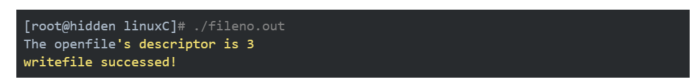 [root@hidden linuxC]# ./fileno.out
The openfile's descriptor is 3
writefile successed!